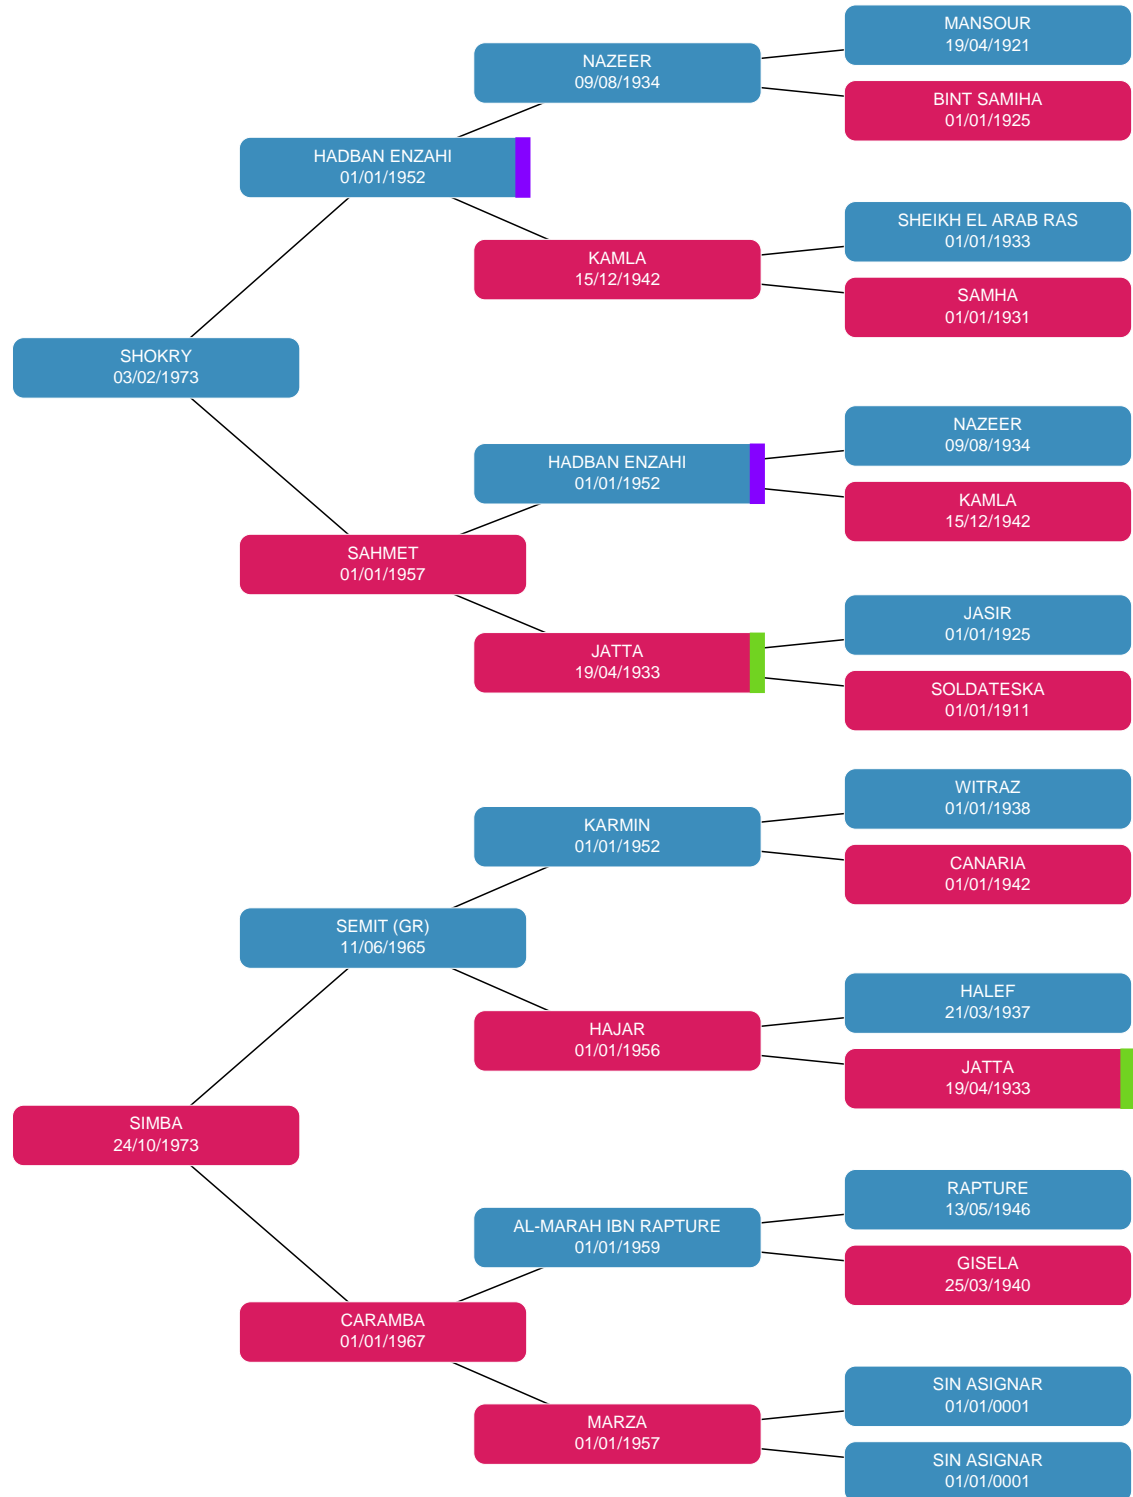 MANSOUR
19/04/1921
NAZEER
09/08/1934
BINT SAMIHA
01/01/1925
HADBAN ENZAHI
01/01/1952
SHEIKH EL ARAB RAS
01/01/1933
KAMLA
15/12/1942
SAMHA
01/01/1931
SHOKRY
03/02/1973
NAZEER
09/08/1934
HADBAN ENZAHI
01/01/1952
KAMLA
15/12/1942
SAHMET
01/01/1957
JASIR
01/01/1925
JATTA
19/04/1933
SOLDATESKA
01/01/1911
WITRAZ
01/01/1938
KARMIN
01/01/1952
CANARIA
01/01/1942
SEMIT (GR)
11/06/1965
HALEF
21/03/1937
HAJAR
01/01/1956
JATTA
19/04/1933
SIMBA
24/10/1973
RAPTURE
13/05/1946
AL-MARAH IBN RAPTURE
01/01/1959
GISELA
25/03/1940
CARAMBA
01/01/1967
SIN ASIGNAR
01/01/0001
MARZA
01/01/1957
SIN ASIGNAR
01/01/0001